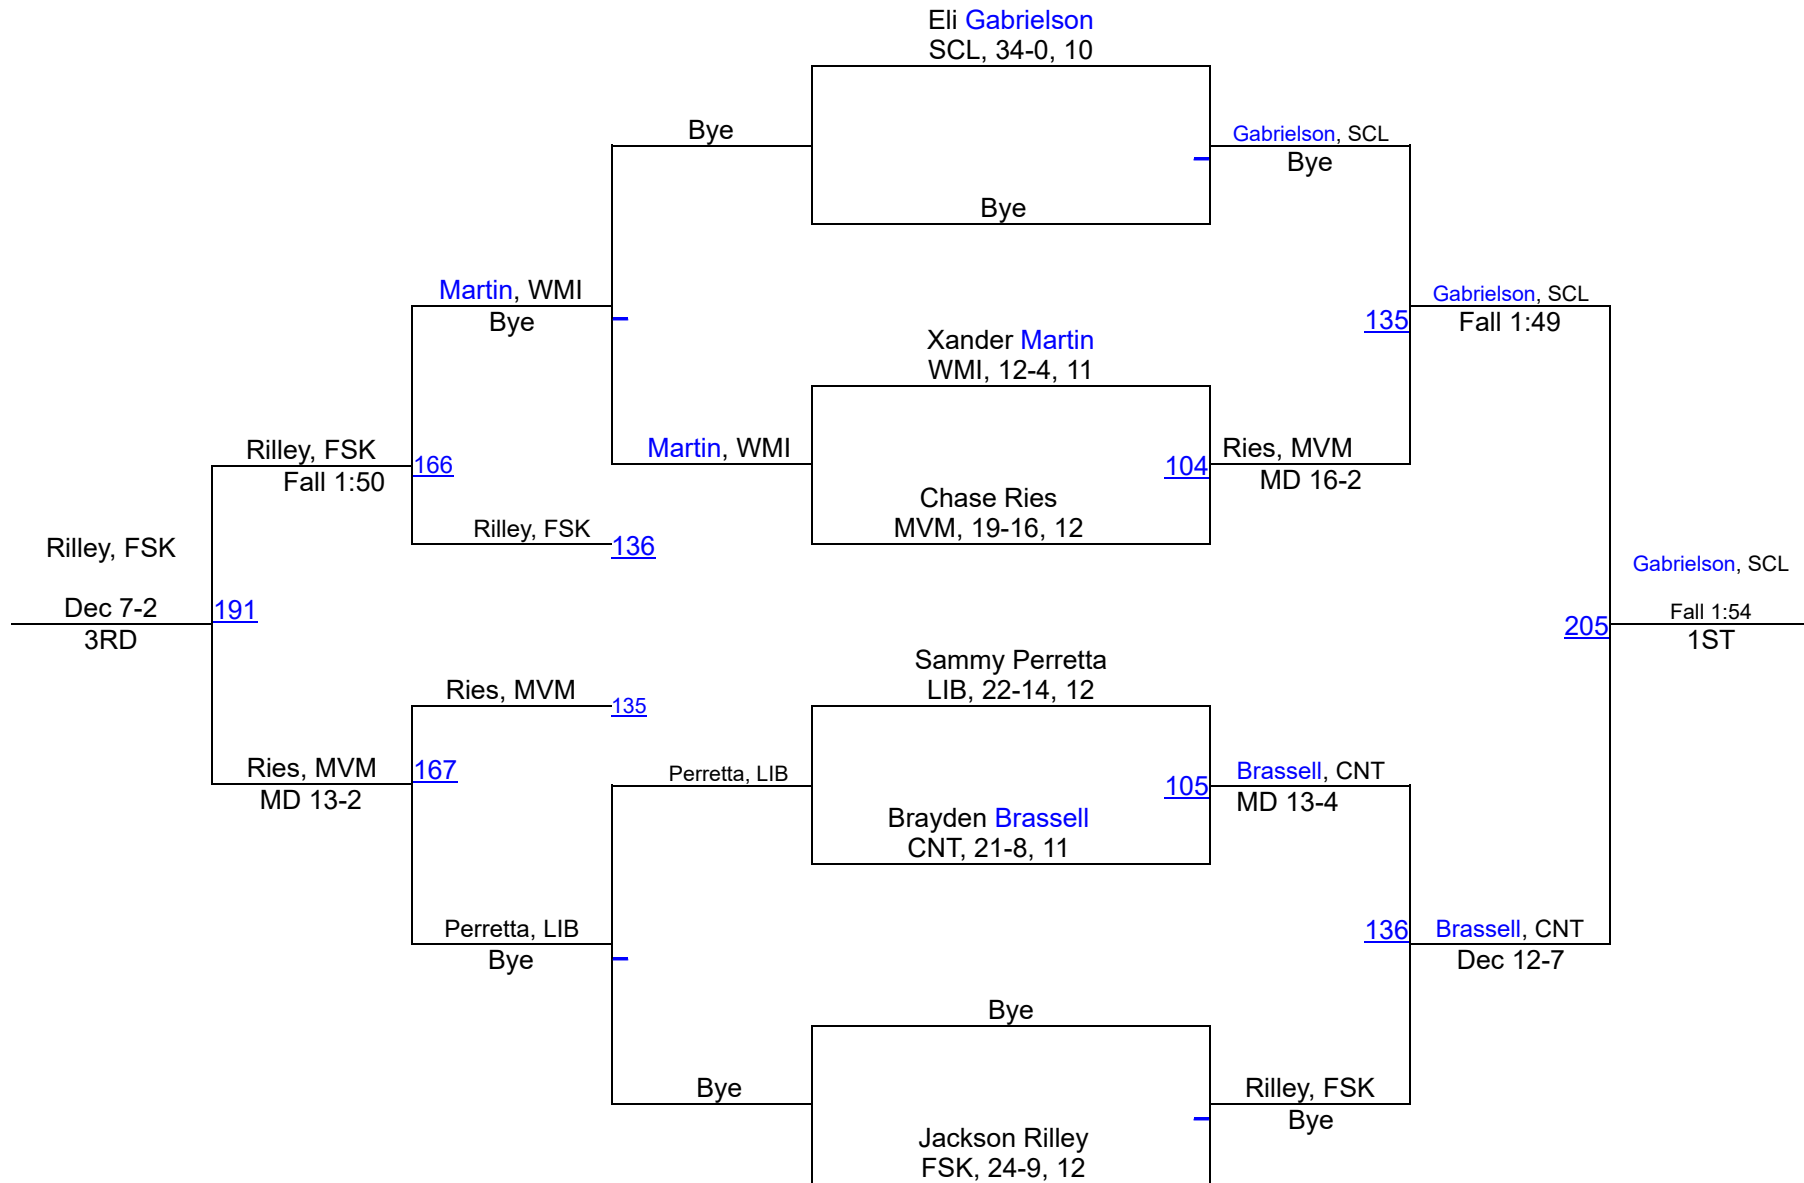 Eli Gabrielson
SCL, 34-0, 10
Bye
Gabrielson, SCL
Bye
Bye
Martin, WMI
Bye
Gabrielson, SCL
135
Fall 1:49
Xander Martin
WMI, 12-4, 11
Rilley, FSK
166
Fall 1:50
Martin, WMI
104
Ries, MVM
MD 16-2
Chase Ries
MVM, 19-16, 12
Rilley, FSK
136
Rilley, FSK
Dec 7-2
191
3RD
Gabrielson, SCL
Fall 1:54
205
1ST
Sammy Perretta
LIB, 22-14, 12
Ries, MVM
135
Ries, MVM
167
MD 13-2
Perretta, LIB
105
Brassell, CNT
MD 13-4
Brayden Brassell
CNT, 21-8, 11
Perretta, LIB
Bye
136
Brassell, CNT
Dec 12-7
Bye
Bye
Rilley, FSK
Bye
Jackson Rilley
FSK, 24-9, 12